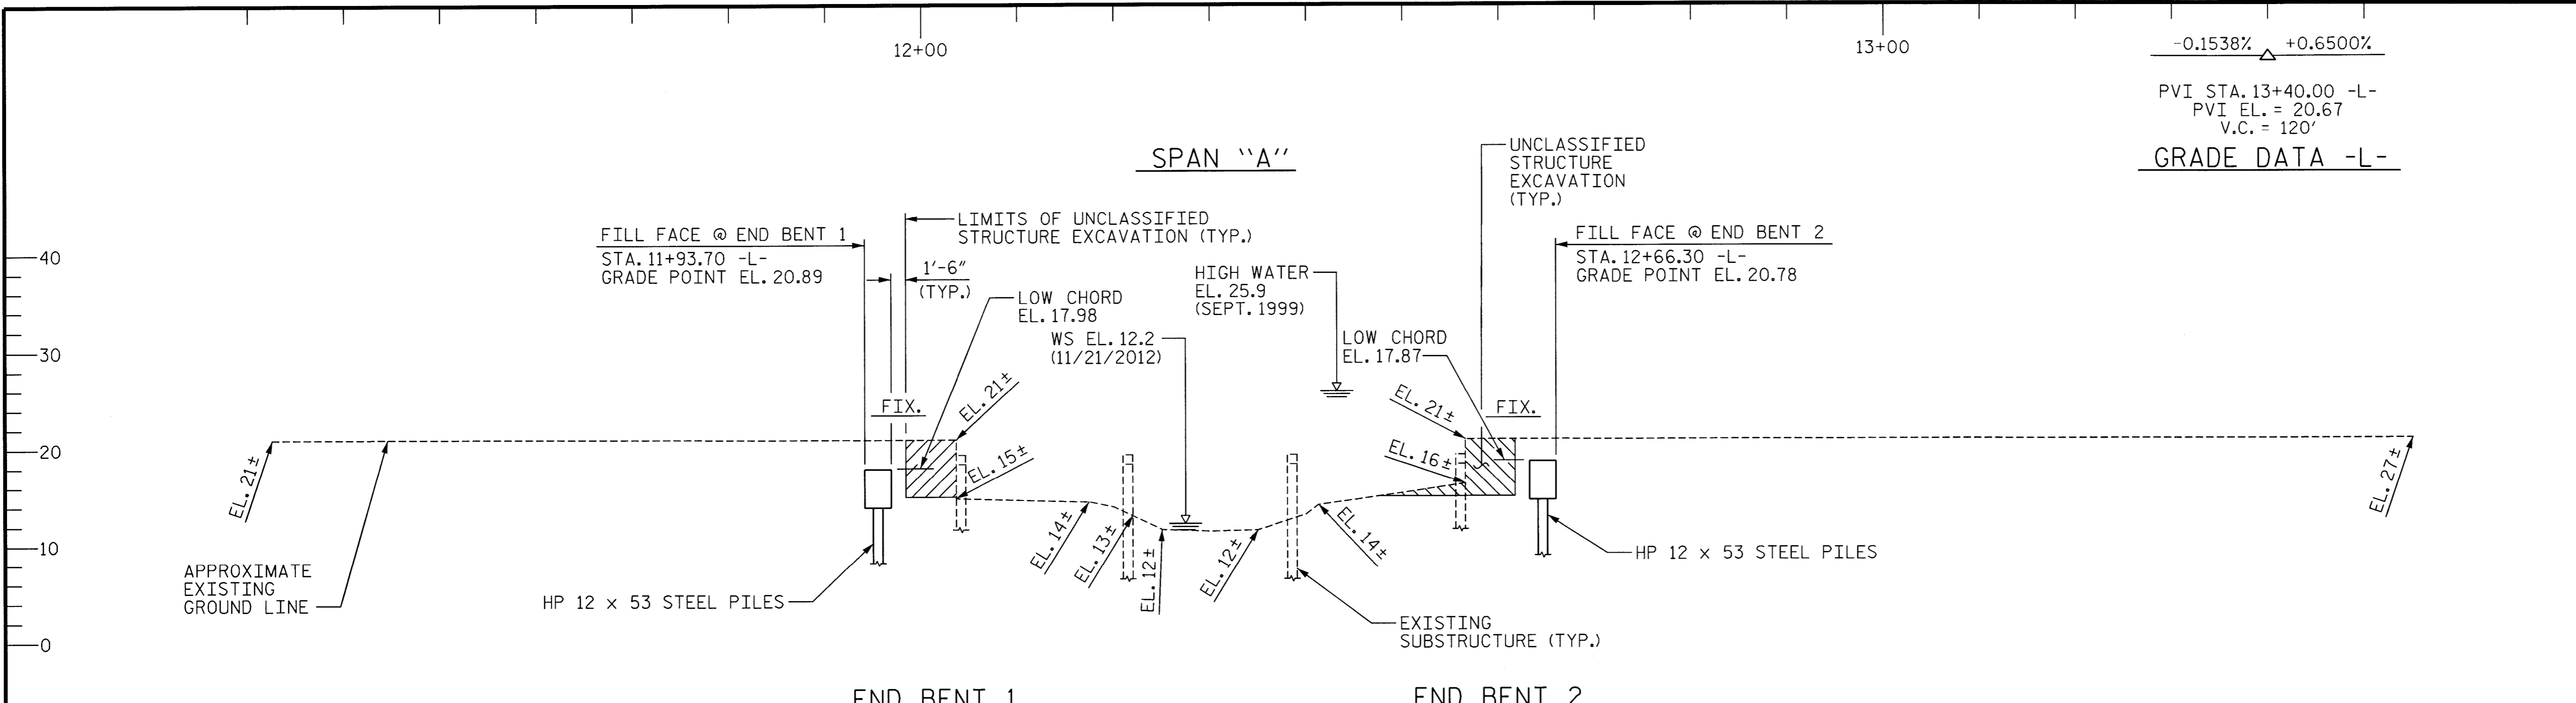 12+00
13+00
-0.1538% +0.6500%
PVI STA. 13+40.00 -L-
PVI EL. = 20.67
V.C. = 120'
GRADE DATA -L-
SPAN "A"
UNCLASSIFIED
STRUCTURE
EXCAVATION
(TYP.)
LIMITS OF UNCLASSIFIED
STRUCTURE EXCAVATION (TYP.)
FILL FACE @ END BENT 1
STA. 11+93.70 -L-
GRADE POINT EL. 20.89
1'-6"
(TYP.)
FILL FACE @ END BENT 2
STA. 12+66.30 -L-
GRADE POINT EL. 20.78
HIGH WATER
EL. 25.9
(SEPT. 1999)
LOW CHORD
EL. 17.98
WS EL. 12.2
(11/21/2012)
LOW CHORD
EL. 17.87
40
30
20
10
0
FIX.
FIX.
EL. 21±
EL. 21±
EL. 15±
EL. 14±
EL. 13±
EL. 12±
EL. 12±
EL. 14±
EL. 16±
EL. 21±
EL. 27±
APPROXIMATE
EXISTING
GROUND LINE
HP 12 x 53 STEEL PILES
HP 12 x 53 STEEL PILES
EXISTING
SUBSTRUCTURE (TYP.)
END BENT 1
END BENT 2